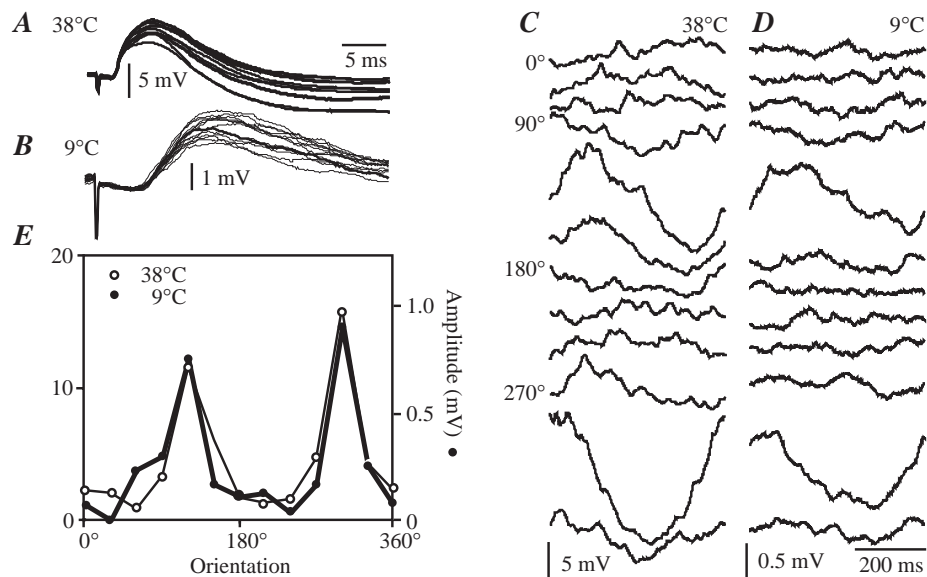 A
38°C
5 ms
5 mV
B
9°C
1 mV
C
38°C
0°
90°
180°
270°
5 mV
D
9°C
0.5 mV
200 ms
E
38°C
9°C
20
10
0
1.0
0.5
0
Amplitude (mV) ●
0° 180° 360°
Orientation